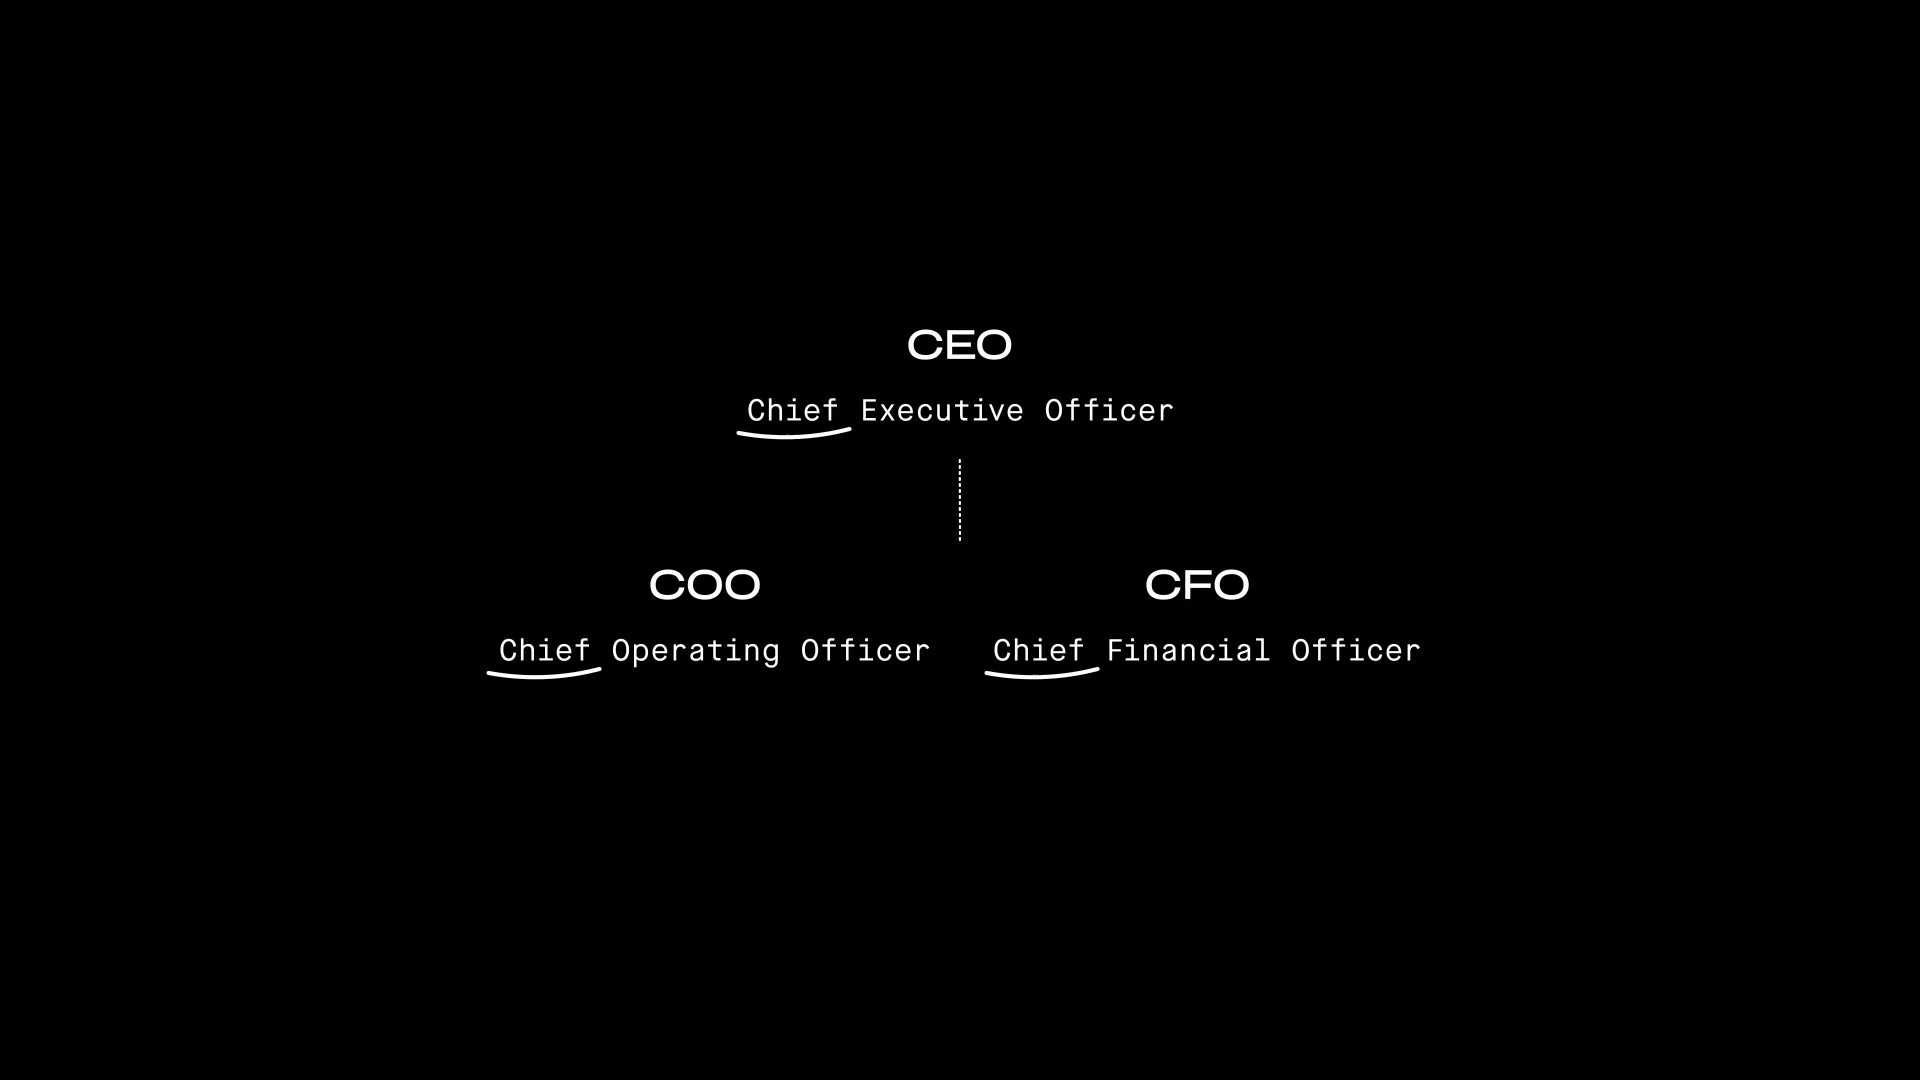 CEO
Chief Executive Officer
COO
CFO
Chief Operating Officer
Chief Financial Officer